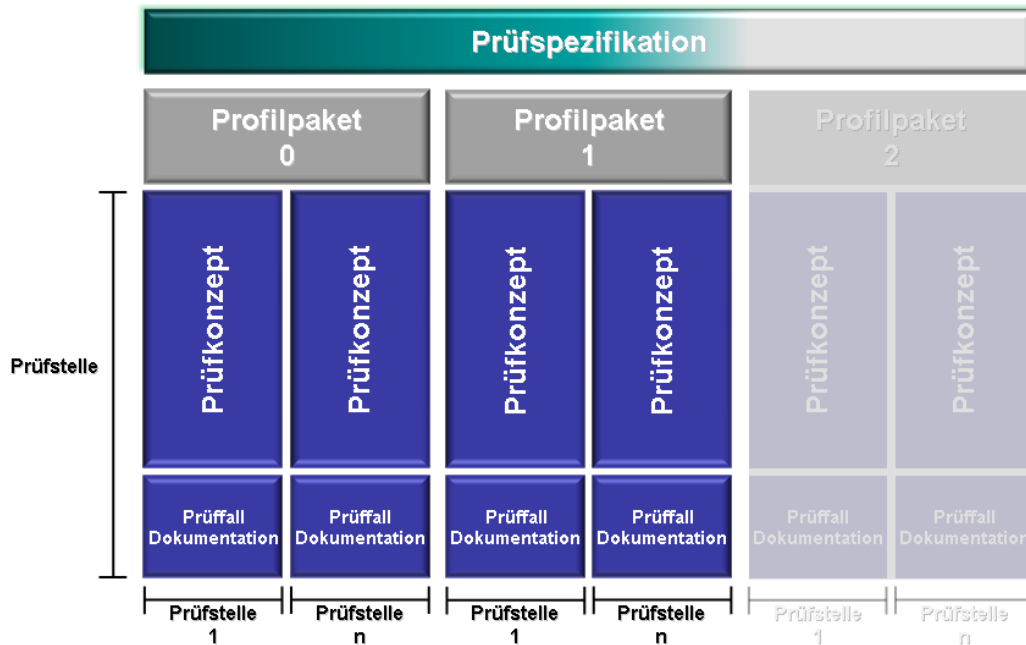 Prüfspezifikation
Profilpaket
0
Profilpaket
1
Profilpaket
2
Prüfstelle
Prüfkonzept
Prüfkonzept
Prüfkonzept
Prüfkonzept
Prüfkonzept
Prüfkonzept
Prüffall
Dokumentation
Prüffall
Dokumentation
Prüffall
Dokumentation
Prüffall
Dokumentation
Prüffall
Dokumentation
Prüffall
Dokumentation
Prüfstelle
1
Prüfstelle
n
Prüfstelle
1
Prüfstelle
n
Prüfstelle
1
Prüfstelle
n